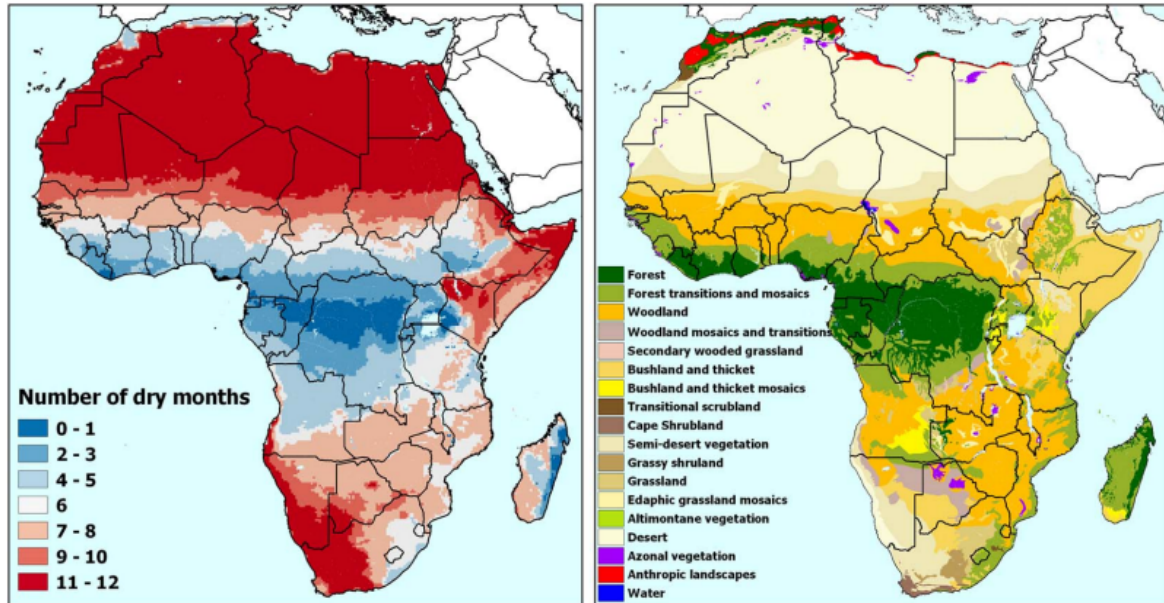 Number of dry months
0 - 1
2 - 3
4 - 5
6
7 - 8
9 - 10
11 - 12
Forest
Forest transitions and mosaics
Woodland
Woodland mosaics and transitions
Secondary wooded grassland
Bushland and thicket
Bushland and thicket mosaics
Transitional scrubland
Cape Shrubland
Semi-desert vegetation
Grassy shruland
Grassland
Edaphic grassland mosaics
Altimontane vegetation
Desert
Azonal vegetation
Anthropic landscapes
Water